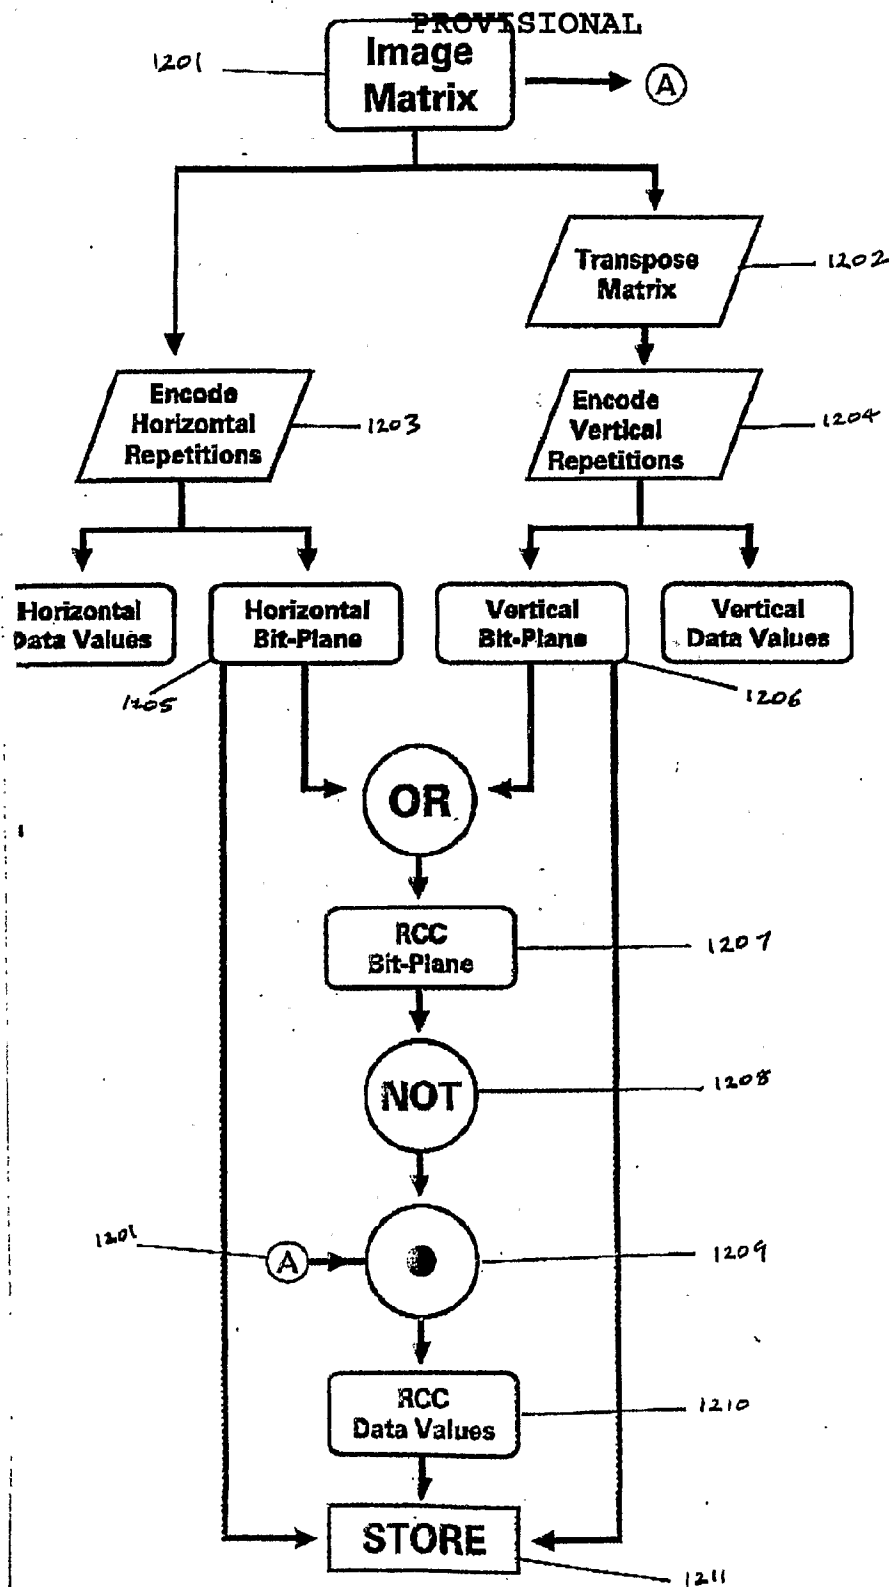 PROVISIONAL
1201
Image
Matrix
A
Transpose
Matrix
1202
Encode
Horizontal
Repetitions
1203
Encode
Vertical
Repetitions
1204
Horizontal
Data Values
Horizontal
Bit-Plane
Vertical
Bit-Plane
Vertical
Data Values
1205
1206
OR
RCC
Bit-Plane
1207
NOT
1208
1201
A
1209
RCC
Data Values
1210
STORE
1211